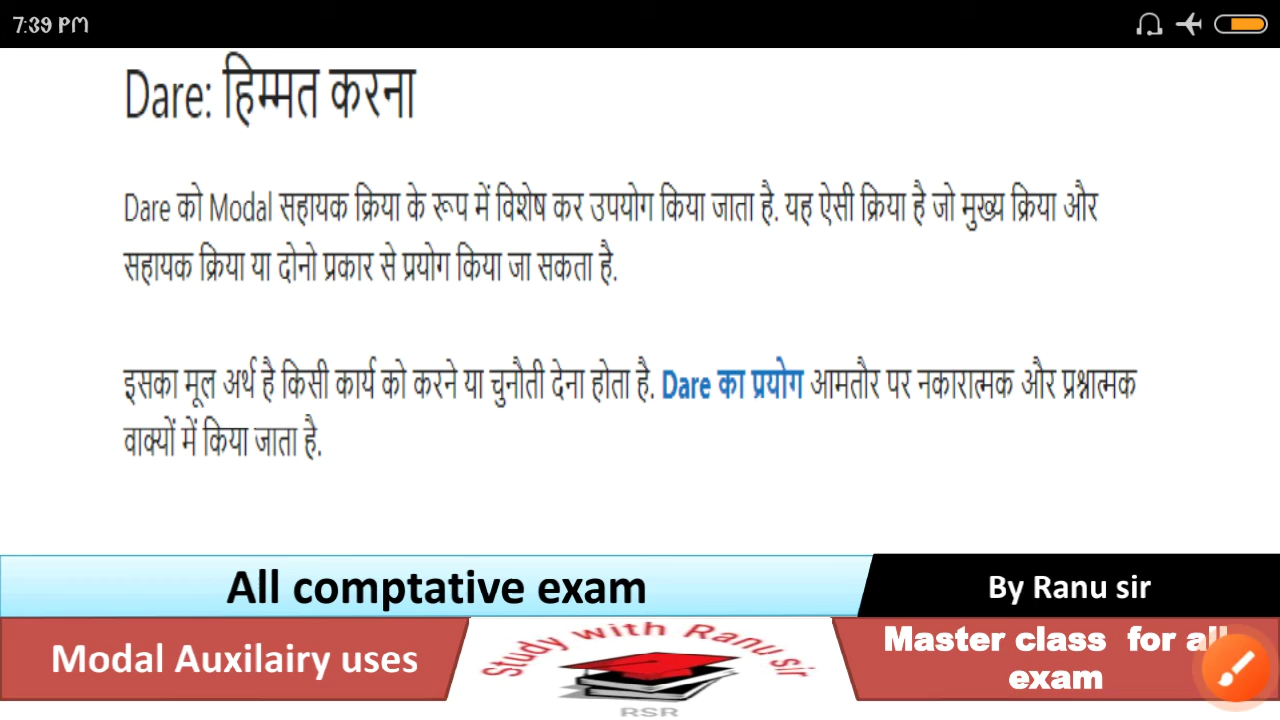 7:39 PM
Dare: हिम्मत करना
Dare को Modal सहायक क्रिया के रूप में विशेष कर उपयोग किया जाता है. यह ऐसी क्रिया है जो मुख्य क्रिया और
सहायक क्रिया या दोनो प्रकार से प्रयोग किया जा सकता है.
इसका मूल अर्थ है किसी कार्य को करने या चुनौती देना होता है. Dare का प्रयोग आमतौर पर नकारात्मक और प्रश्नात्मक
वाक्यों में किया जाता है.
All comptative exam
By Ranu sir
Modal Auxilairy uses
Study with Ranu sir
RSR
Master class for all
exam